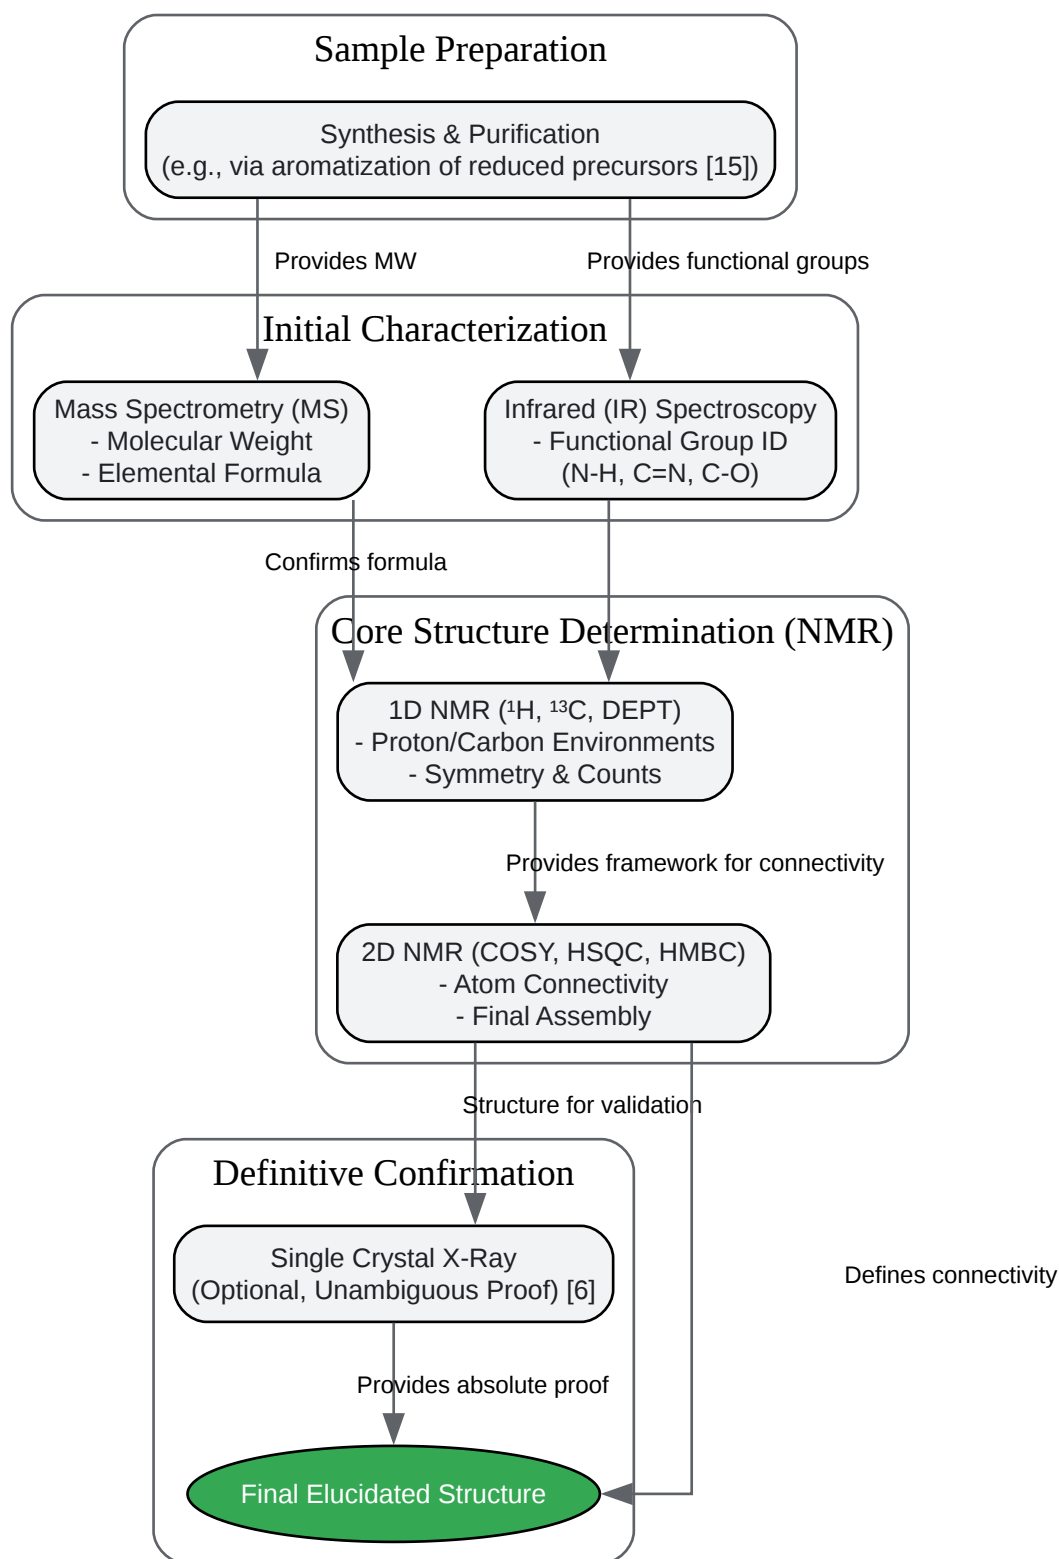 Sample Preparation
Synthesis & Purification
(e.g., via aromatization of reduced precursors [15])
Provides MW
Provides functional groups
Initial Characterization
Mass Spectrometry (MS)
- Molecular Weight
- Elemental Formula
Infrared (IR) Spectroscopy
- Functional Group ID
(N-H, C=N, C-O)
Confirms formula
Core Structure Determination (NMR)
1D NMR (¹H, ¹³C, DEPT)
- Proton/Carbon Environments
- Symmetry & Counts
Provides framework for connectivity
2D NMR (COSY, HSQC, HMBC)
- Atom Connectivity
- Final Assembly
Structure for validation
Definitive Confirmation
Single Crystal X-Ray
(Optional, Unambiguous Proof) [6]
Defines connectivity
Provides absolute proof
Final Elucidated Structure